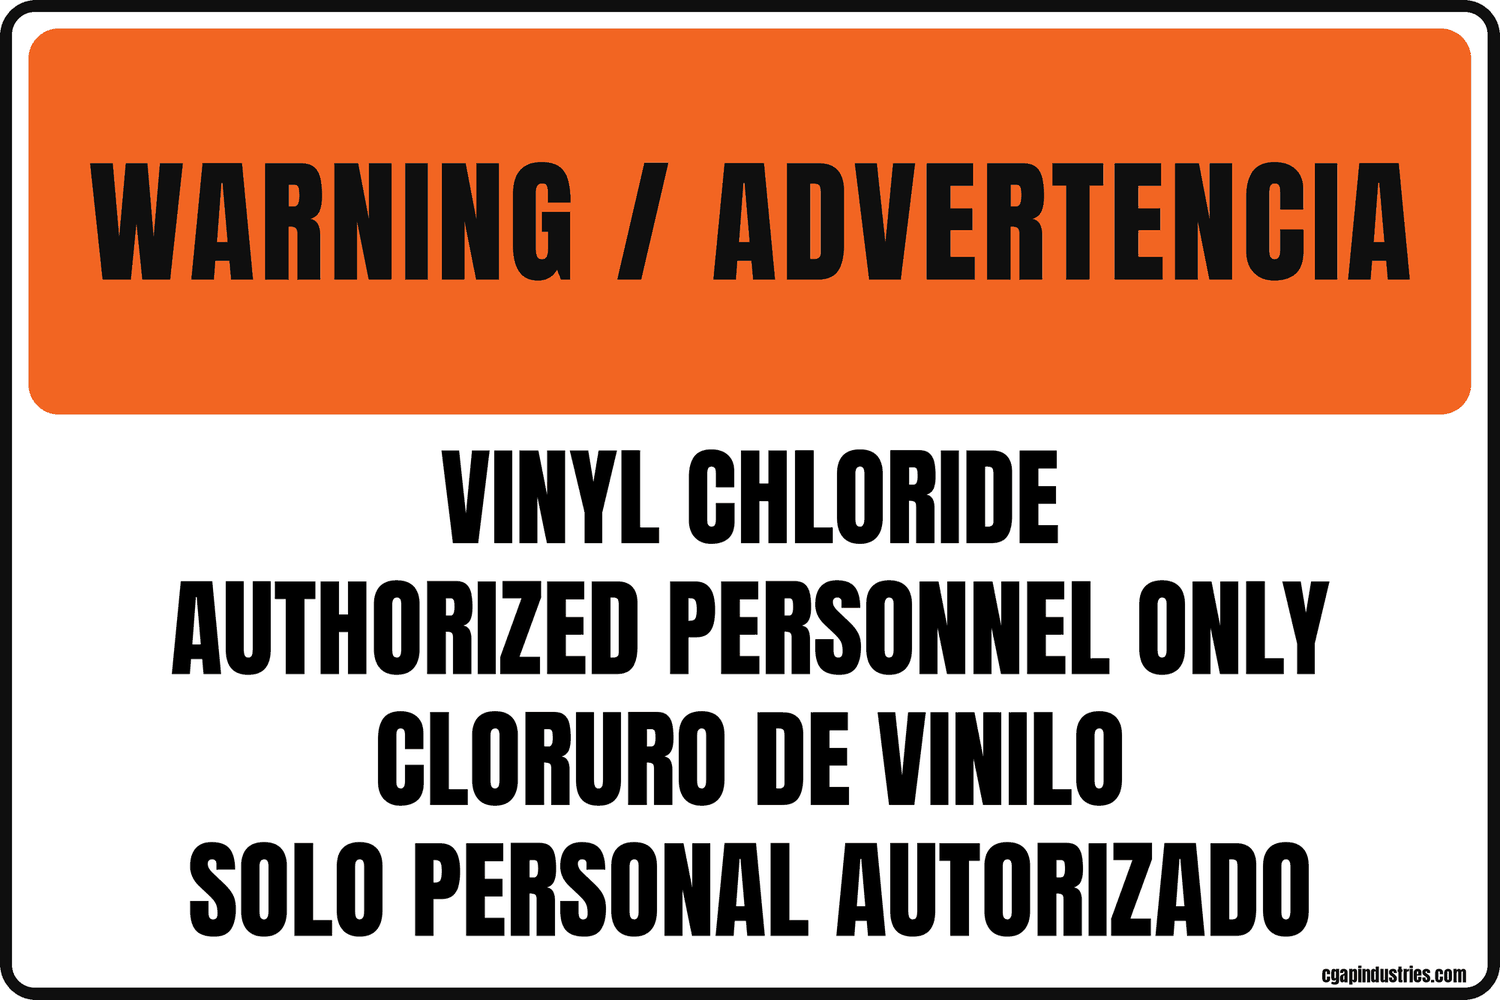 WARNING / ADVERTENCIA
VINYL CHLORIDE
AUTHORIZED PERSONNEL ONLY
CLORURO DE VINILO
SOLO PERSONAL AUTORIZADO
cgapindustries.com